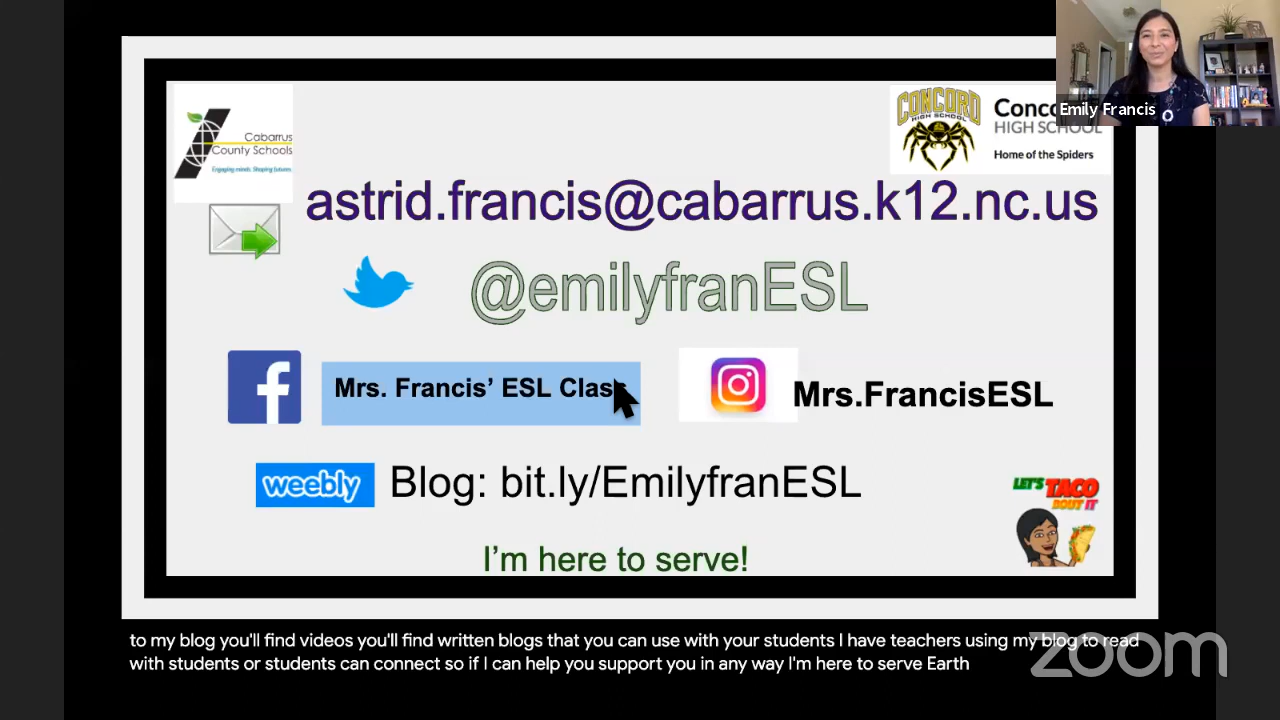 Cabarrus
County Schools
Engaging minds. Shaping futures.
CONCORD
HIGH SCHOOL
HIGH SCHOOL
Home of the Spiders
Emily Francis
astrid.francis@cabarrus.k12.nc.us
@emilyfranESL
f
Mrs. Francis’ ESL Class
Mrs.FrancisESL
weebly
Blog: bit.ly/EmilyfranESL
LET'S TACO
BOUT IT
I’m here to serve!
to my blog you'll find videos you'll find written blogs that you can use with your students I have teachers using my blog to read
with students or students can connect so if I can help you support you in any way I'm here to serve Earth
zoom